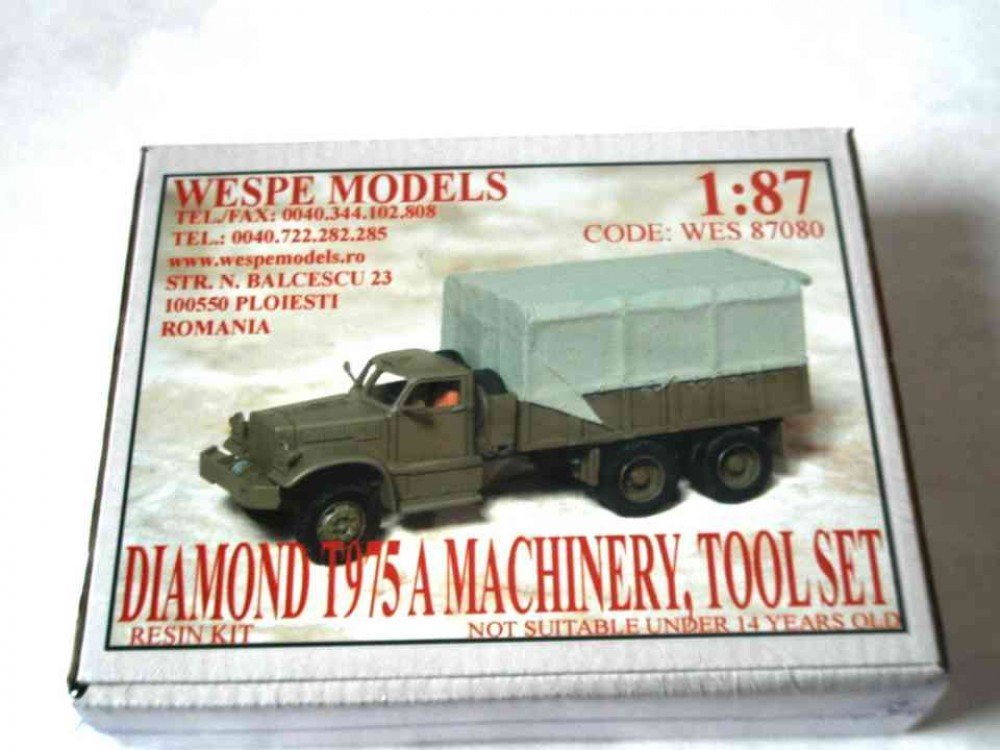 WESPE MODELS
TEL./FAX: 0040.344.102.808
TEL.: 0040.722.282.285
www.wespemodels.ro
STR. N. BALCESCU 23
100550 PLOIESTI
ROMANIA
1:87
CODE: WES 87080
DIAMOND T975 A MACHINERY, TOOL SET
RESIN KIT
NOT SUITABLE UNDER 14 YEARS OLD